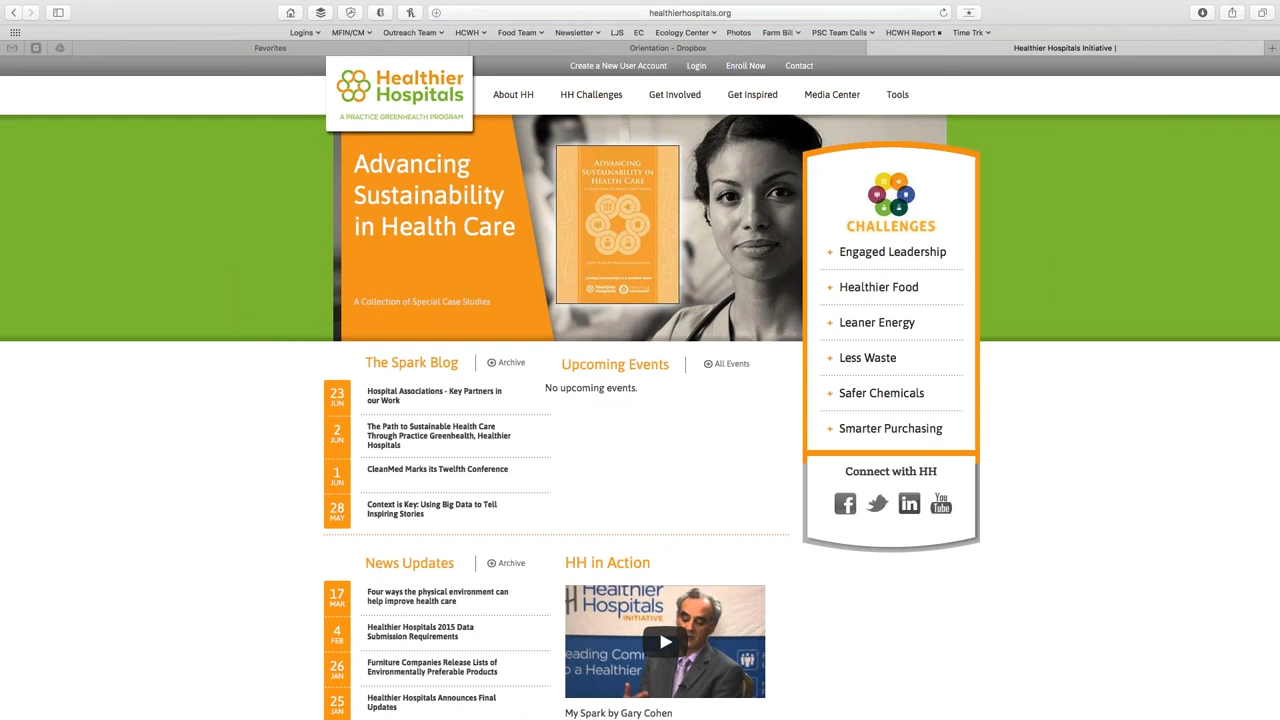 healthierhospitals.org
Logins MFIN/CM Outreach Team HCWH Food Team Newsletter LJS EC Ecology Center Photos Farm Bill PSC Team Calls HCWH Report Time Trk
Favorites
Orientation - Dropbox
Healthier Hospitals Initiative |
Create a New User Account Login Enroll Now Contact
Healthier
Hospitals
A PRACTICE GREENHEALTH PROGRAM
About HH HH Challenges Get Involved Get Inspired Media Center Tools
Advancing
Sustainability
in Health Care
A Collection of Special Case Studies
ADVANCING
SUSTAINABILITY
IN HEALTH CARE
CHALLENGES
+ Engaged Leadership
+ Healthier Food
+ Leaner Energy
+ Less Waste
+ Safer Chemicals
+ Smarter Purchasing
Connect with HH
You
Tube
The Spark Blog
Archive
23
JUN
Hospital Associations - Key Partners in
our Work
2
JUN
The Path to Sustainable Health Care
Through Practice Greenhealth, Healthier
Hospitals
1
JUN
CleanMed Marks its Twelfth Conference
28
MAY
Context is Key: Using Big Data to Tell
Inspiring Stories
Upcoming Events
All Events
No upcoming events.
News Updates
Archive
17
MAR
Four ways the physical environment can
help improve health care
4
FEB
Healthier Hospitals 2015 Data
Submission Requirements
26
JAN
Furniture Companies Release Lists of
Environmentally Preferable Products
25
JAN
Healthier Hospitals Announces Final
Updates
HH in Action
Healthier
Hospitals
INITIATIVE
My Spark by Gary Cohen